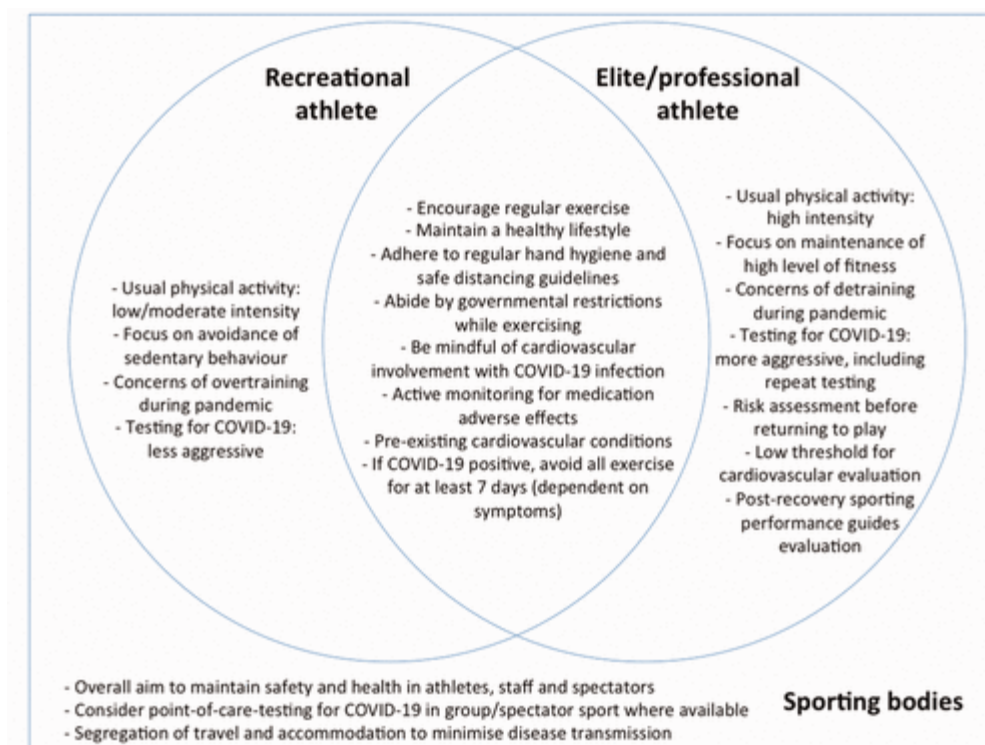 Recreational
athlete
- Usual physical activity:
low/moderate intensity
- Focus on avoidance of
sedentary behaviour
- Concerns of overtraining
during pandemic
- Testing for COVID-19:
less aggressive
- Encourage regular exercise
- Maintain a healthy lifestyle
- Adhere to regular hand hygiene and
safe distancing guidelines
- Abide by governmental restrictions
while exercising
- Be mindful of cardiovascular
involvement with COVID-19 infection
- Active monitoring for medication
adverse effects
- Pre-existing cardiovascular conditions
- If COVID-19 positive, avoid all exercise
for at least 7 days (dependent on
symptoms)
Elite/professional
athlete
- Usual physical activity:
high intensity
- Focus on maintenance of
high level of fitness
- Concerns of detraining
during pandemic
- Testing for COVID-19:
more aggressive, including
repeat testing
- Risk assessment before
returning to play
- Low threshold for
cardiovascular evaluation
- Post-recovery sporting
performance guides
evaluation
- Overall aim to maintain safety and health in athletes, staff and spectators
- Consider point-of-care-testing for COVID-19 in group/spectator sport where available
- Segregation of travel and accommodation to minimise disease transmission
Sporting bodies